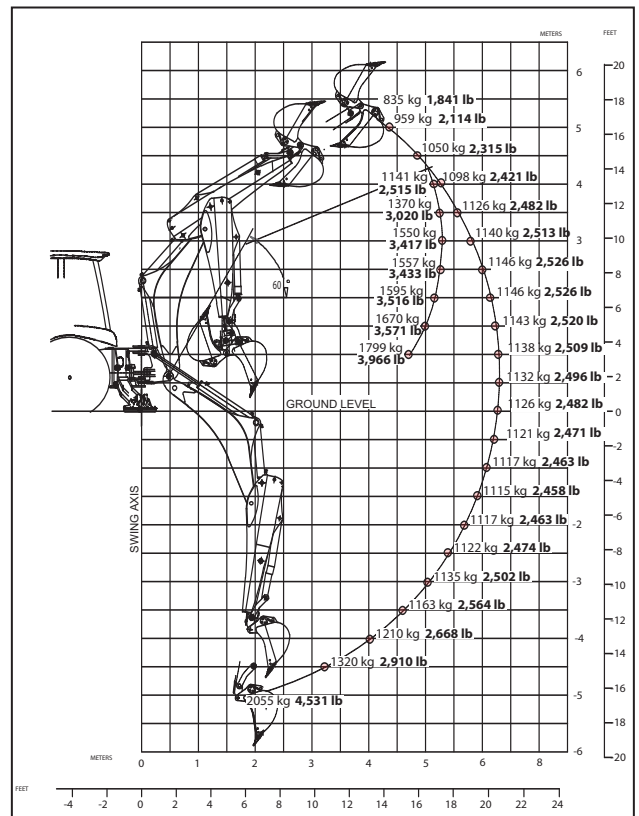 METERS FEET
6 20
835 kg 1,841 lb 18
959 kg 2,114 lb
5 16
1050 kg 2,315 lb
14
1141 kg 1098 kg 2,421 lb 4
2,515 lb
1370 kg 1126 kg 2,482 lb 12
3,020 lb
1550 kg 1140 kg 2,513 lb 3 10
3,417 lb
1557 kg 1146 kg 2,526 lb 8
3,433 lb
60°
1595 kg 1146 kg 2,526 lb 6
3,516 lb
1670 kg 1143 kg 2,520 lb
3,571 lb 4
1799 kg 1138 kg 2,509 lb
3,966 lb
1132 kg 2,496 lb 2
GROUND LEVEL
1126 kg 2,482 lb 0
1121 kg 2,471 lb -2
1117 kg 2,463 lb
-4
1115 kg 2,458 lb
-6
SWING AXIS
1117 kg 2,463 lb -2
1122 kg 2,474 lb -8
1135 kg 2,502 lb -3 -10
1163 kg 2,564 lb
-12
1210 kg 2,668 lb -4
-14
1320 kg 2,910 lb
-16
2055 kg 4,531 lb -5
-18
-6 -20
METERS 0 1 2 3 4 5 6 7 8
FEET
-4 -2 0 2 4 6 8 10 12 14 16 18 20 22 24